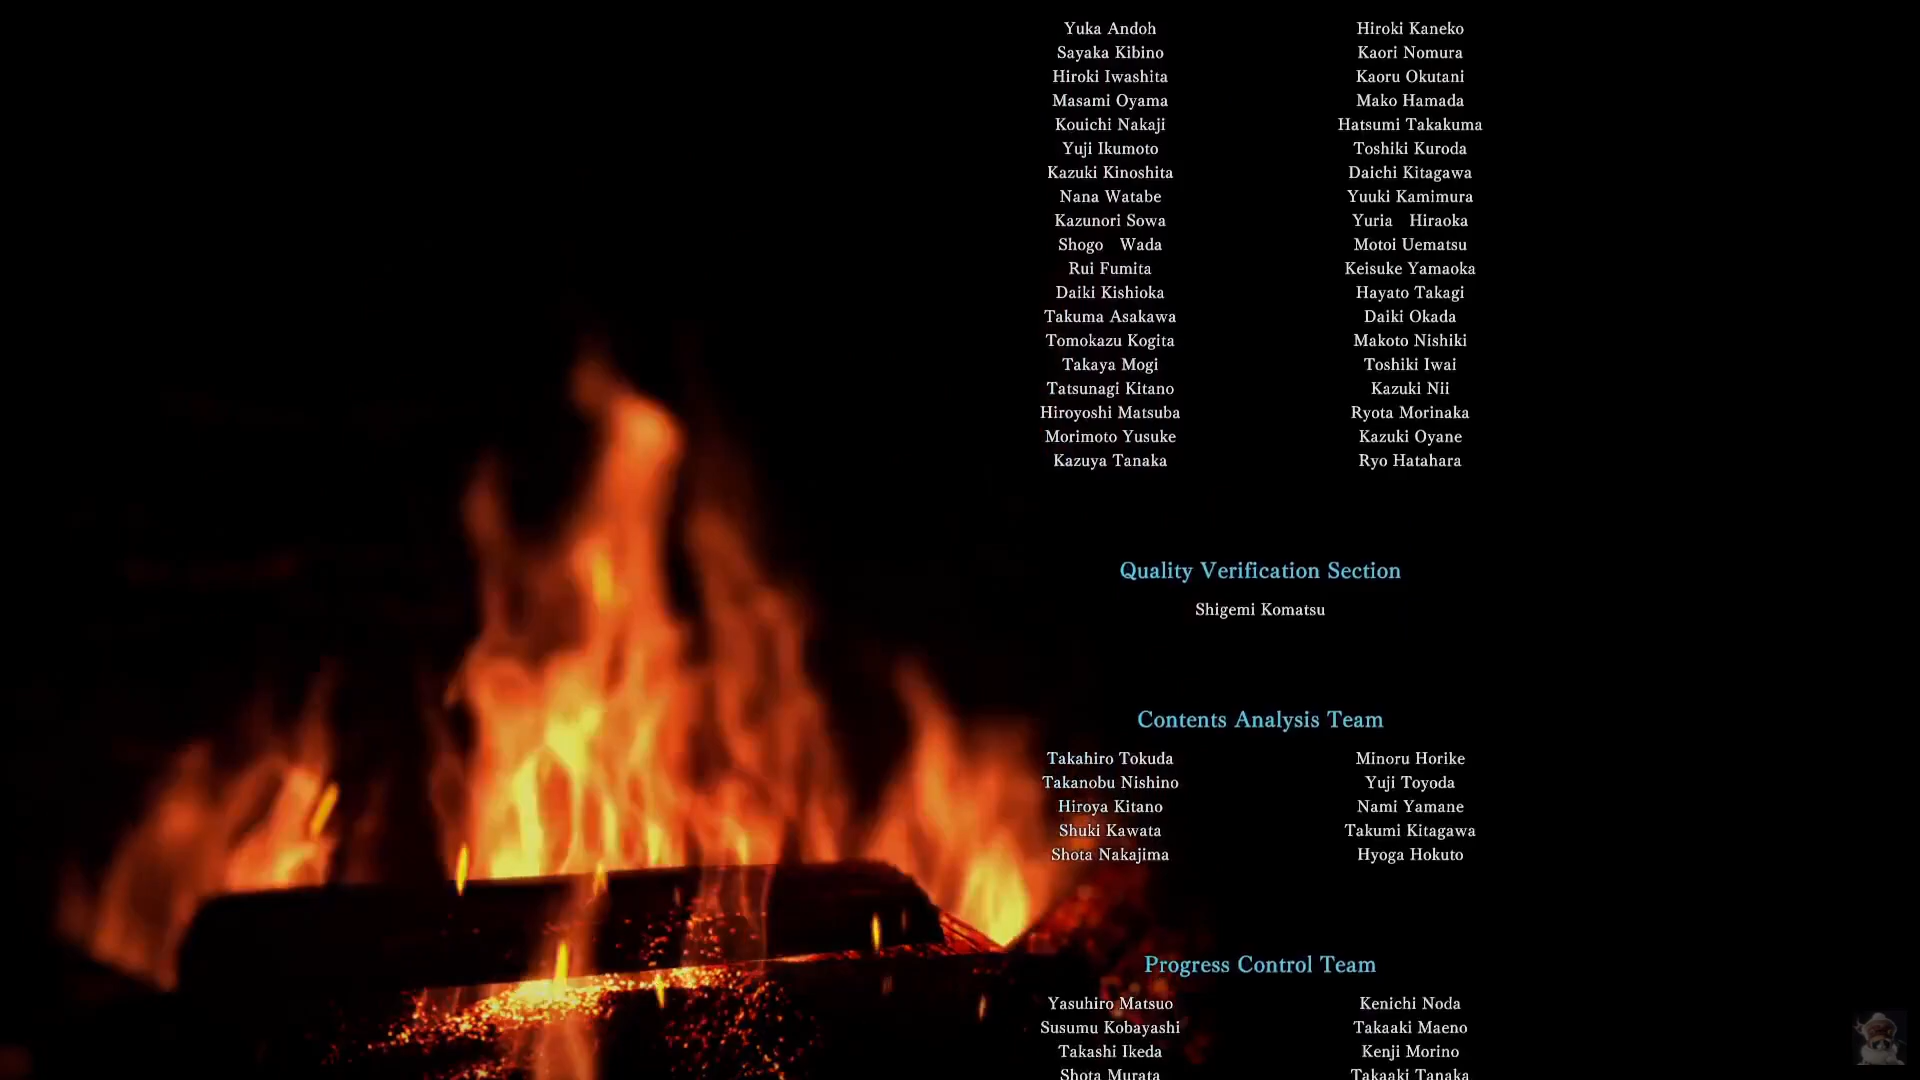 Yuka Andoh Hiroki Kaneko
Sayaka Kibino Kaori Nomura
Hiroki Iwashita Kaoru Okutani
Masami Oyama Mako Hamada
Kouichi Nakaji Hatsumi Takakuma
Yuji Ikumoto Toshiki Kuroda
Kazuki Kinoshita Daichi Kitagawa
Nana Watabe Yuuki Kamimura
Kazunori Sowa Yuria Hiraoka
Shogo Wada Motoi Uematsu
Rui Fumita Keisuke Yamaoka
Daiki Kishioka Hayato Takagi
Takuma Asakawa Daiki Okada
Tomokazu Kogita Makoto Nishiki
Takaya Mogi Toshiki Iwai
Tatsunagi Kitano Kazuki Nii
Hiroyoshi Matsuba Ryota Morinaka
Morimoto Yusuke Kazuki Oyane
Kazuya Tanaka Ryo Hatahara
Quality Verification Section
Shigemi Komatsu
Contents Analysis Team
Takahiro Tokuda Minoru Horike
Takanobu Nishino Yuji Toyoda
Hiroya Kitano Nami Yamane
Shuki Kawata Takumi Kitagawa
Shota Nakajima Hyoga Hokuto
Progress Control Team
Yasuhiro Matsuo Kenichi Noda
Susumu Kobayashi Takaaki Maeno
Takashi Ikeda Kenji Morino
Shota Murata Takaaki Tanaka